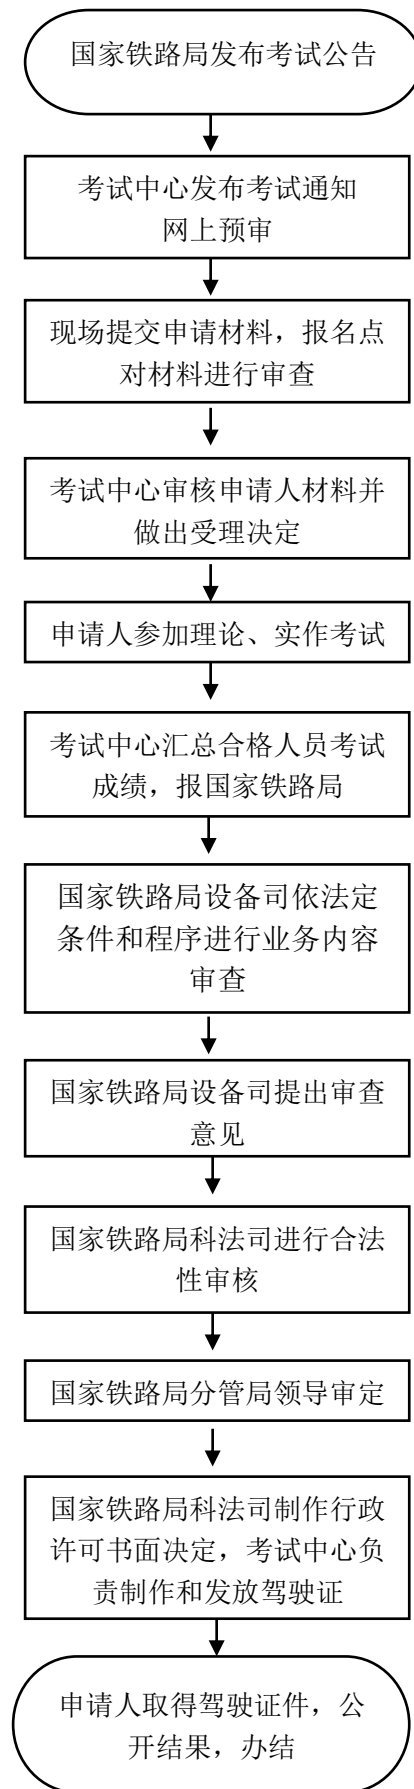 国家铁路局发布考试公告
考试中心发布考试通知
网上预审
现场提交申请材料，报名点
对材料进行审查
考试中心审核申请人材料并
做出受理决定
申请人参加理论、实作考试
考试中心汇总合格人员考试
成绩，报国家铁路局
国家铁路局设备司依法定
条件和程序进行业务内容
审查
国家铁路局设备司提出审查
意见
国家铁路局科法司进行合法
性审核
国家铁路局分管局领导审定
国家铁路局科法司制作行政
许可书面决定，考试中心负
责制作和发放驾驶证
申请人取得驾驶证件，公
开结果，办结